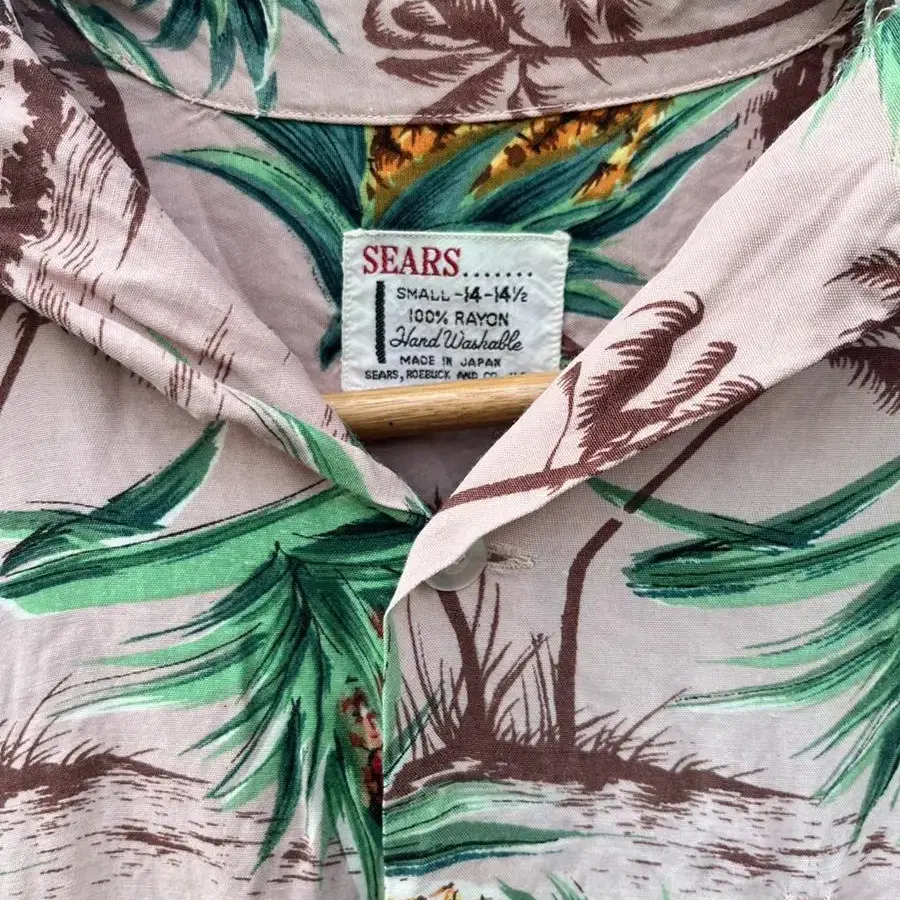 SEARS.......
SMALL -14-14½
100% RAYON
Hand Washable
MADE IN JAPAN
SEARS, ROEBUCK AND CO.